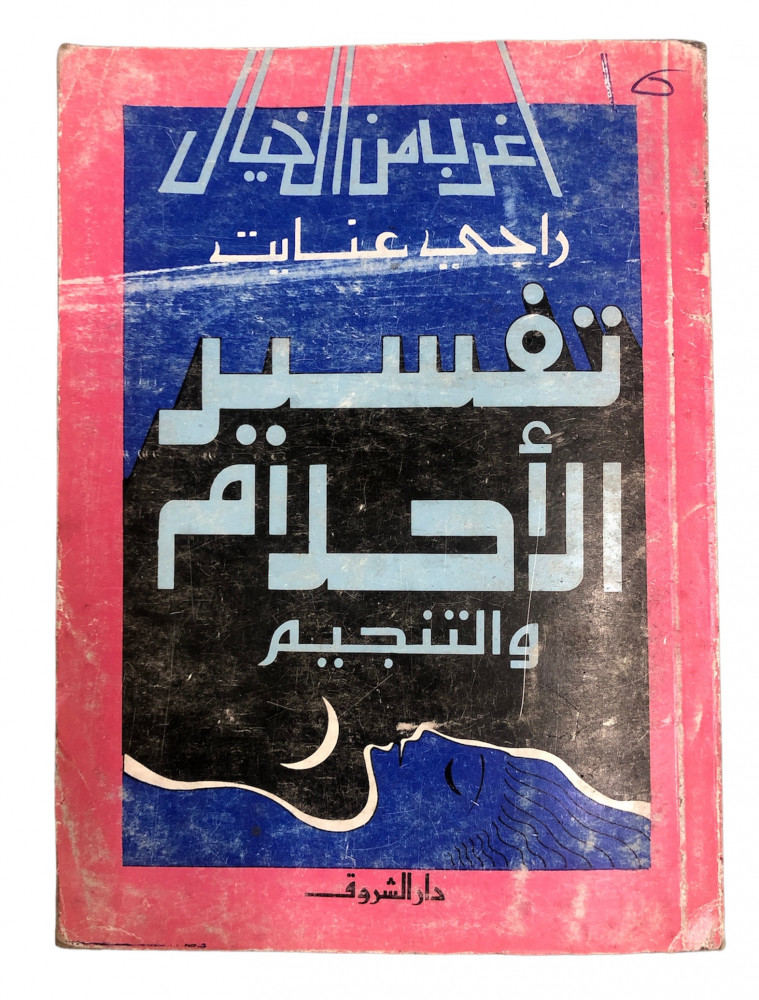 أغرب من الخيال
راجي عنايت
تفسير
الأحلام
والتنجيم
دار الشروق